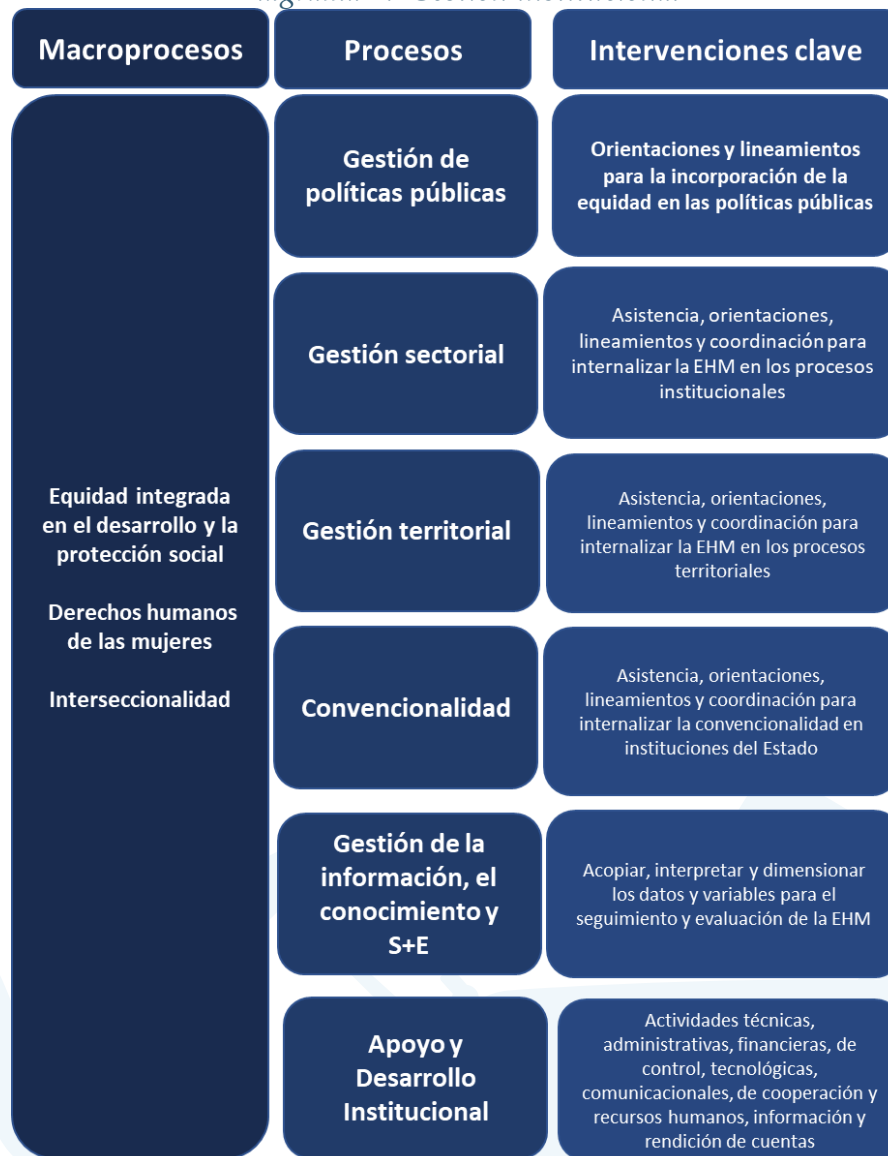 Gestión Institucional
Macroprocesos
Procesos
Intervenciones clave
Equidad integrada
en el desarrollo y la
protección social
Derechos humanos
de las mujeres
Interseccionalidad
Gestión de
políticas públicas
Orientaciones y lineamientos
para la incorporación de la
equidad en las políticas públicas
Gestión sectorial
Asistencia, orientaciones,
lineamientos y coordinación para
internalizar la EHM en los procesos
institucionales
Gestión territorial
Asistencia, orientaciones,
lineamientos y coordinación para
internalizar la EHM en los procesos
territoriales
Convencionalidad
Asistencia, orientaciones,
lineamientos y coordinación para
internalizar la convencionalidad en
instituciones del Estado
Gestión de la
información, el
conocimiento y
S+E
Acopiar, interpretar y dimensionar
los datos y variables para el
seguimiento y evaluación de la EHM
Apoyo y
Desarrollo
Institucional
Actividades técnicas,
administrativas, financieras, de
control, tecnológicas,
comunicacionales, de cooperación y
recursos humanos, información y
rendición de cuentas